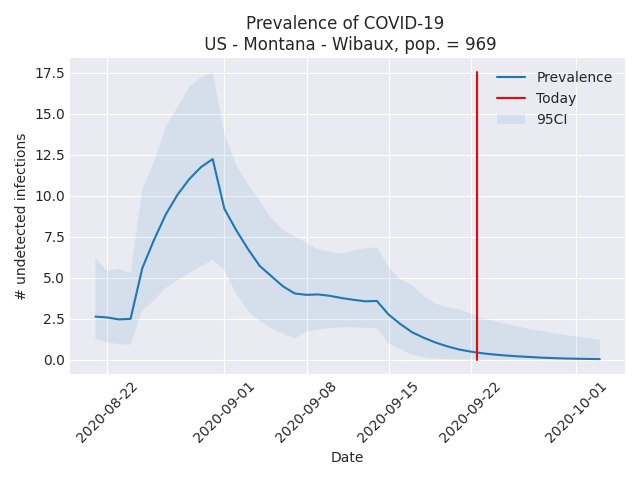 Prevalence of COVID-19
US - Montana - Wibaux, pop. = 969
17.5
15.0
12.5
10.0
7.5
5.0
2.5
0.0
# undetected infections
Prevalence
Today
95CI
2020-08-22
2020-09-01
2020-09-08
2020-09-15
2020-09-22
2020-10-01
Date